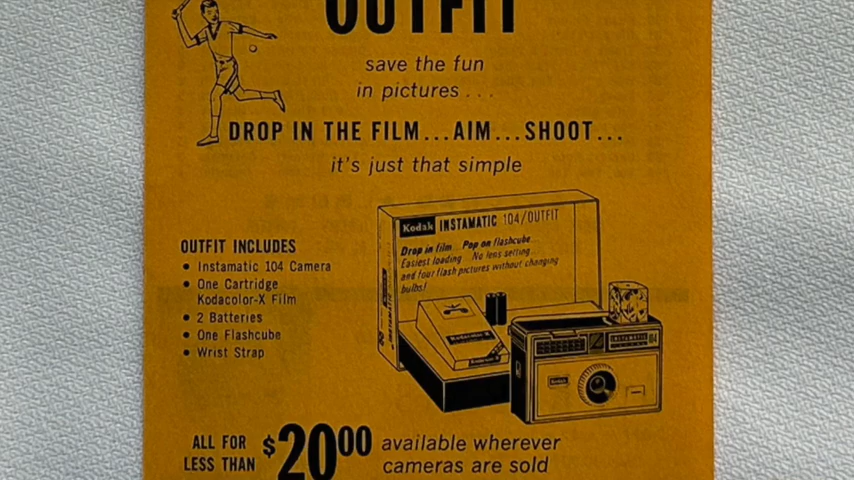 OUTFIT
save the fun
in pictures...
DROP IN THE FILM...AIM...SHOOT...
it's just that simple
OUTFIT INCLUDES
• Instamatic 104 Camera
• One Cartridge
Kodacolor-X Film
• 2 Batteries
• One Flashcube
• Wrist Strap
Kodak INSTAMATIC 104/OUTFIT
Drop in film... Pop on flashcube...
Easiest loading No lens setting...
and four flash pictures without changing
bulbs!
INSTAMATIC
Kodak
104
ALL FOR
LESS THAN
$20.00
available wherever
cameras are sold